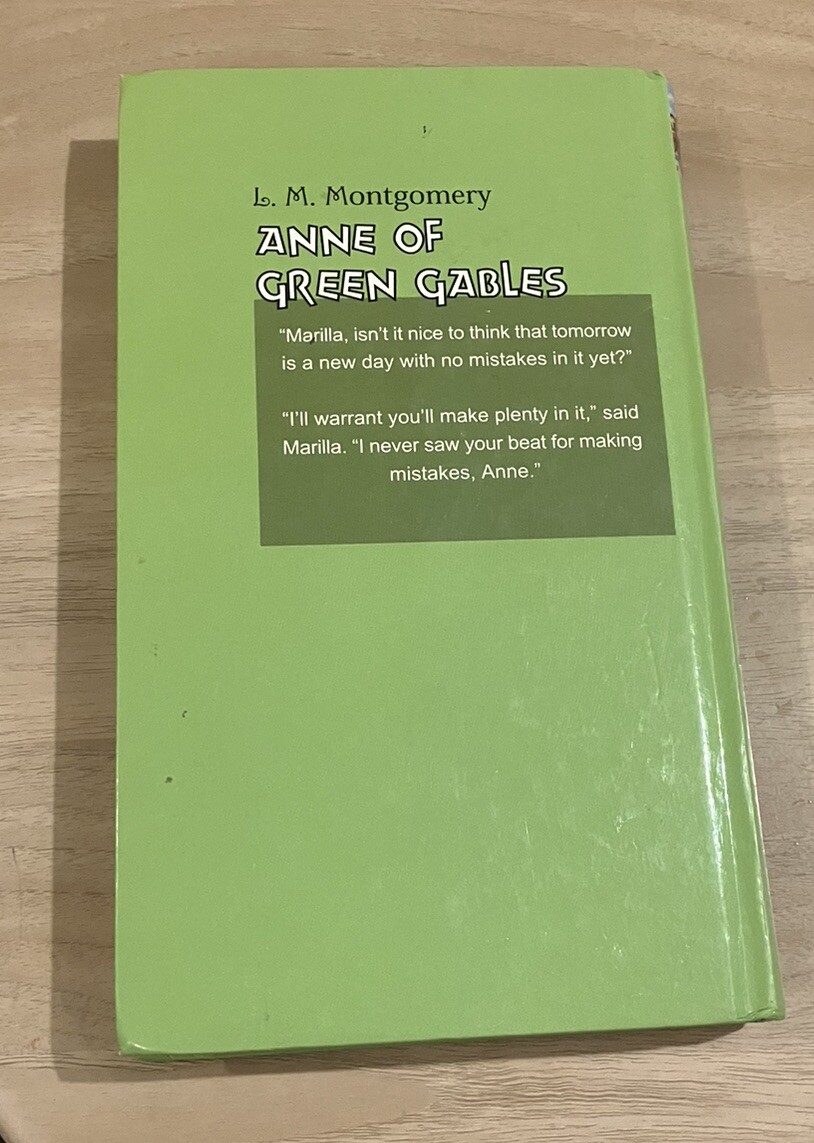 L. M. Montgomery
ANNE OF
GREEN GABLES
“Marilla, isn’t it nice to think that tomorrow
is a new day with no mistakes in it yet?”
“I’ll warrant you’ll make plenty in it,” said
Marilla. “I never saw your beat for making
mistakes, Anne.”